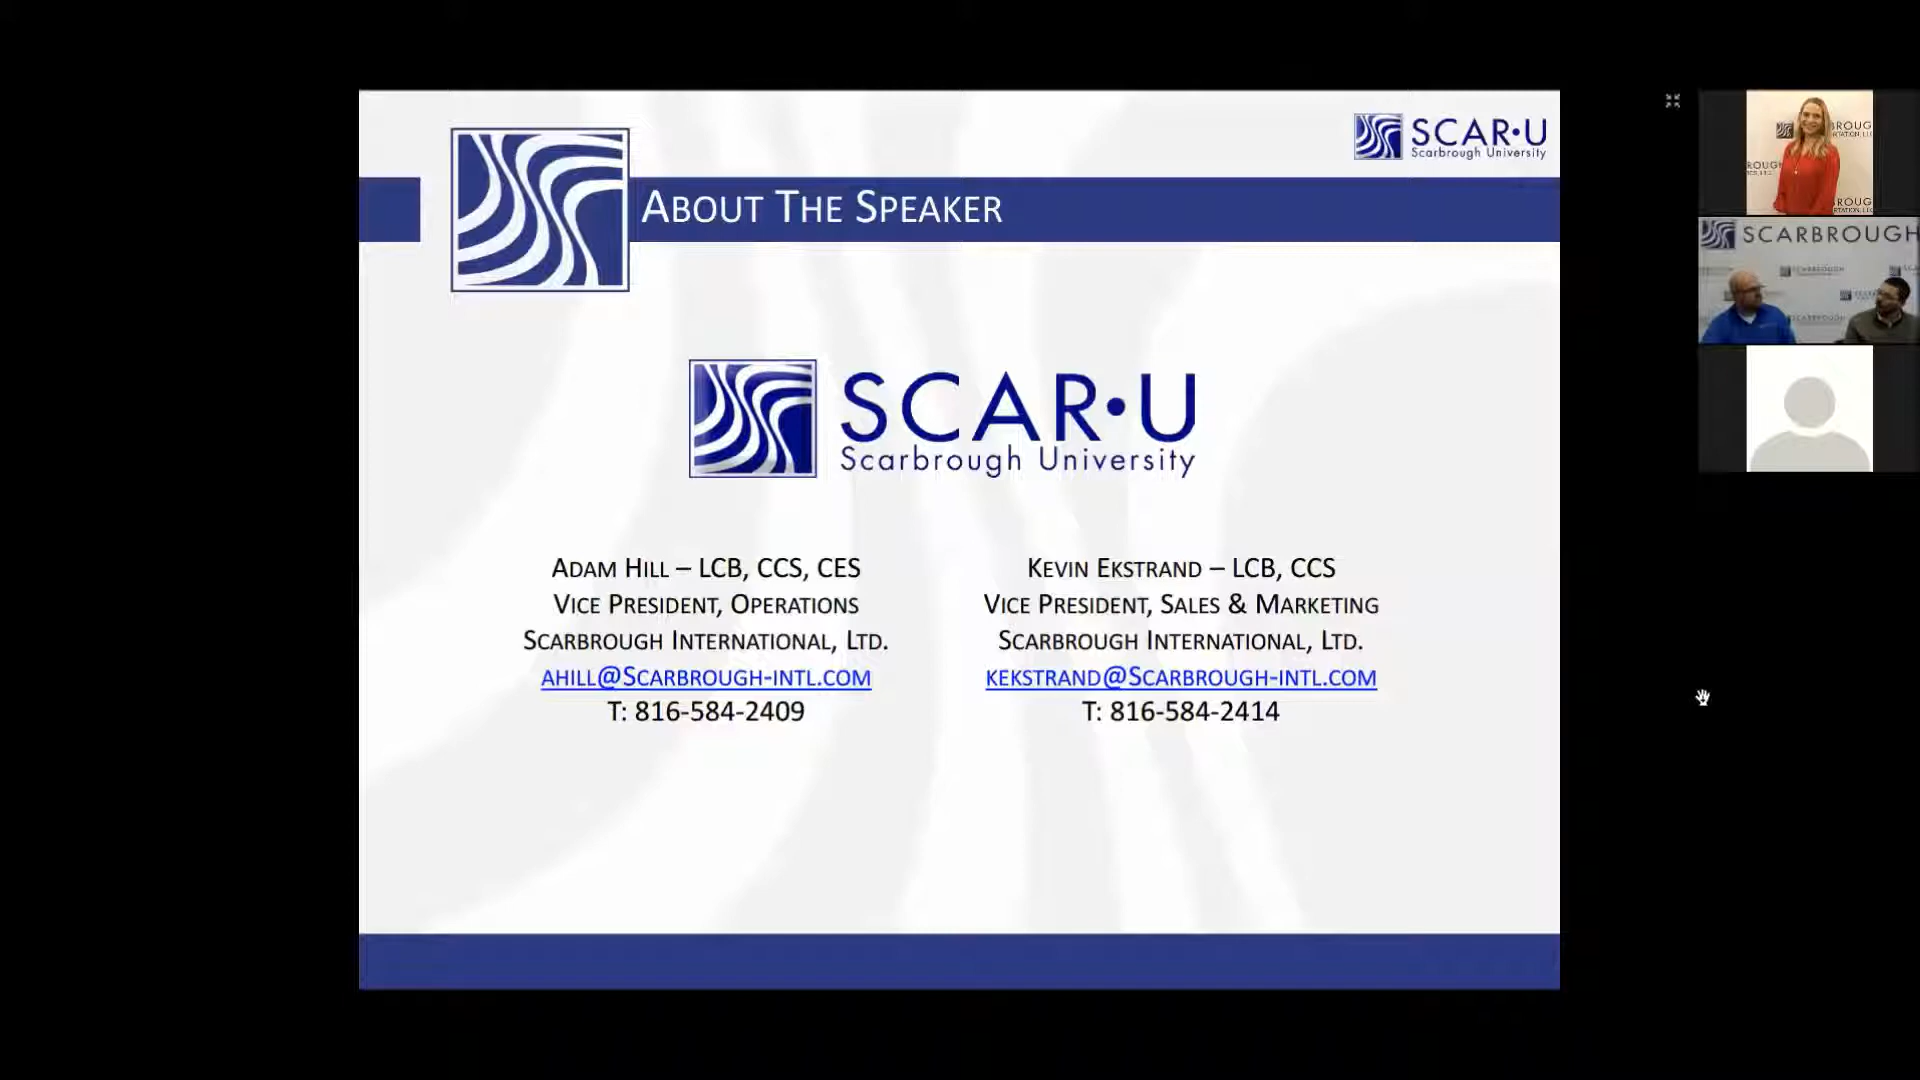 SCAR•U
Scarbrough University
ABOUT THE SPEAKER
SCAR•U
Scarbrough University
ADAM HILL – LCB, CCS, CES
VICE PRESIDENT, OPERATIONS
SCARBROUGH INTERNATIONAL, LTD.
AHILL@SCARBROUGH-INTL.COM
T: 816-584-2409
KEVIN EKSTRAND – LCB, CCS
VICE PRESIDENT, SALES & MARKETING
SCARBROUGH INTERNATIONAL, LTD.
KEKSTRAND@SCARBROUGH-INTL.COM
T: 816-584-2414
SCARBROUGH